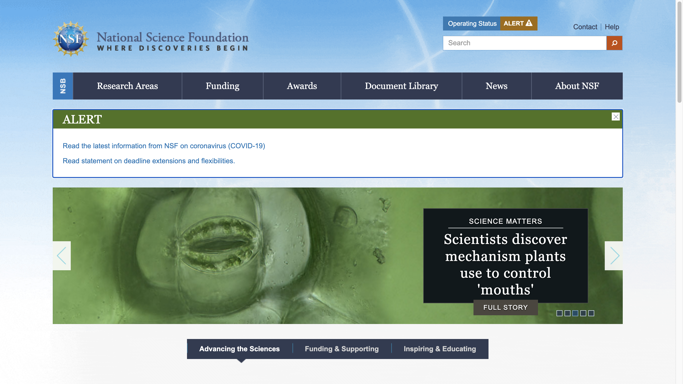 NSF
National Science Foundation
WHERE DISCOVERIES BEGIN
Operating Status ALERT
Contact | Help
Search
NSB
Research Areas
Funding
Awards
Document Library
News
About NSF
ALERT
Read the latest information from NSF on coronavirus (COVID-19)
Read statement on deadline extensions and flexibilities.
SCIENCE MATTERS
Scientists discover
mechanism plants
use to control
'mouths'
FULL STORY
Advancing the Sciences
Funding & Supporting
Inspiring & Educating